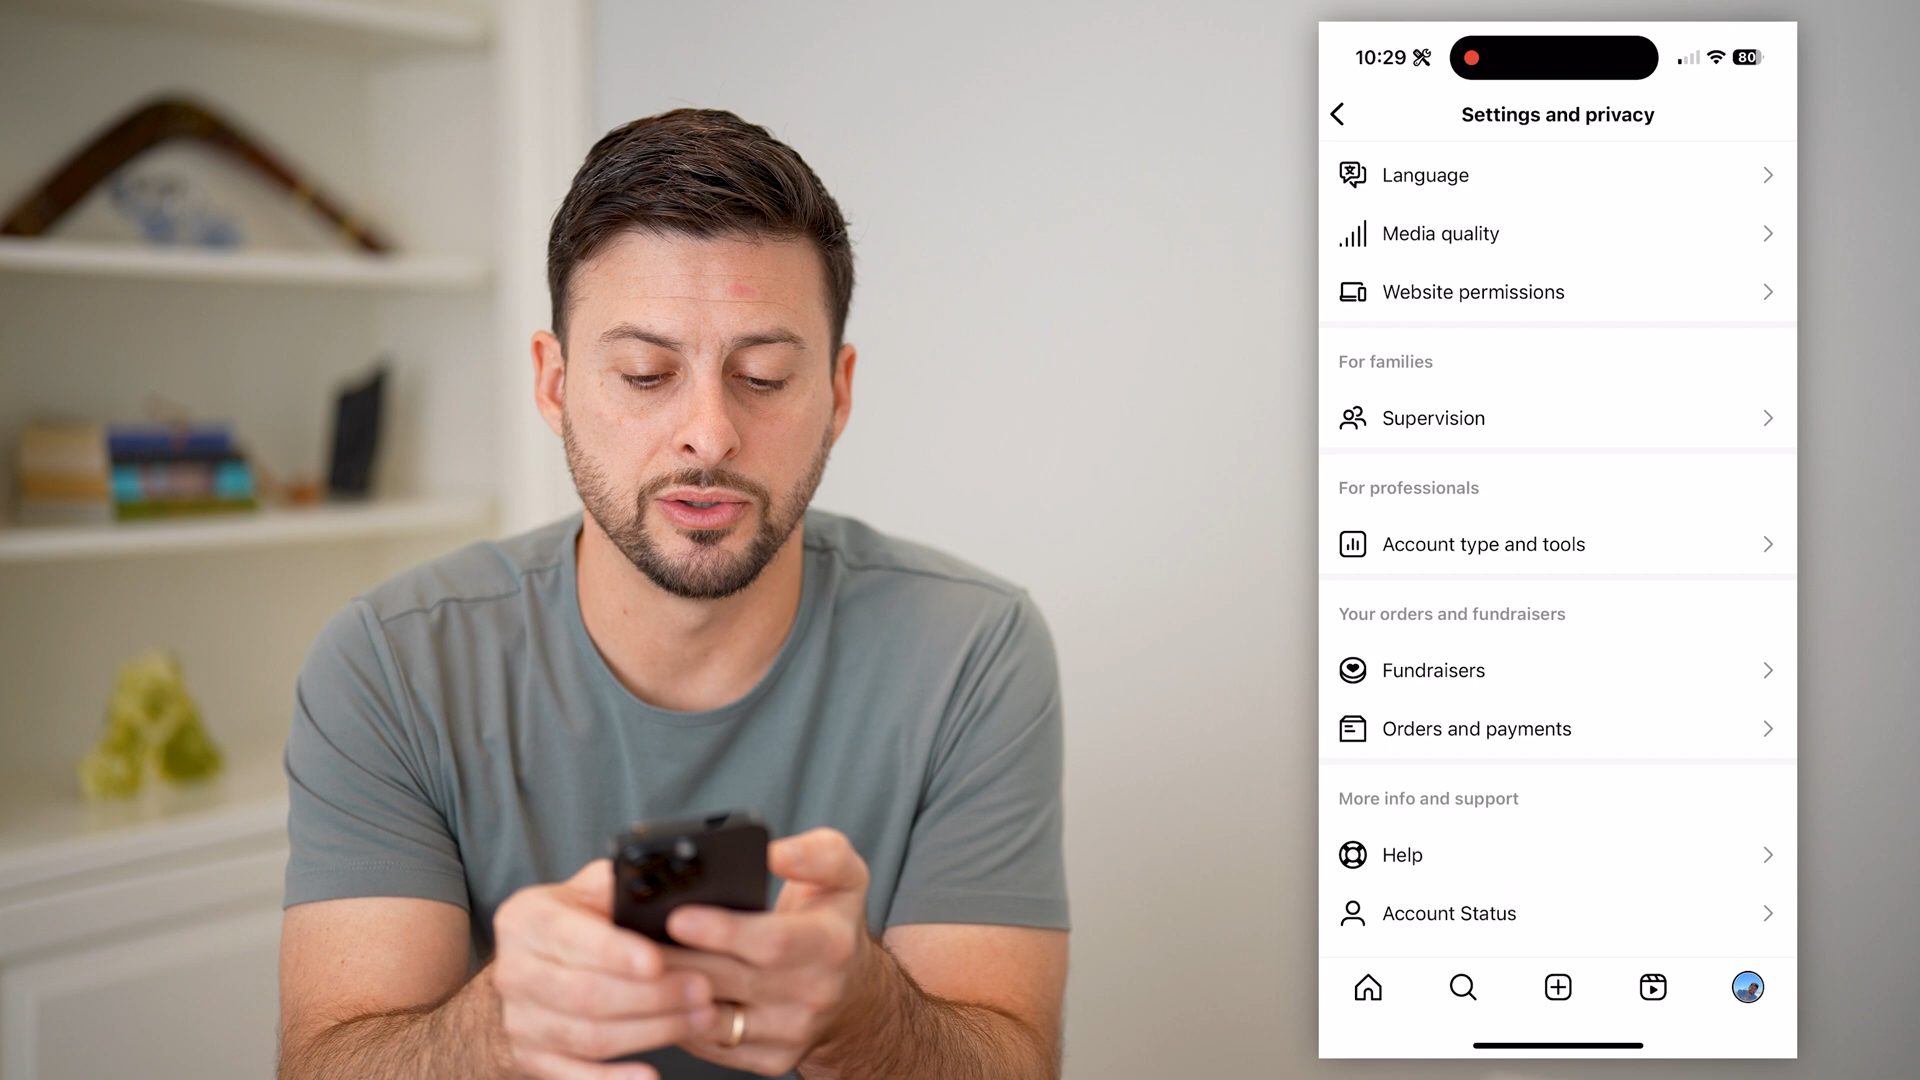 10:29
80
Settings and privacy
Language
Media quality
Website permissions
For families
Supervision
For professionals
Account type and tools
Your orders and fundraisers
Fundraisers
Orders and payments
More info and support
Help
Account Status